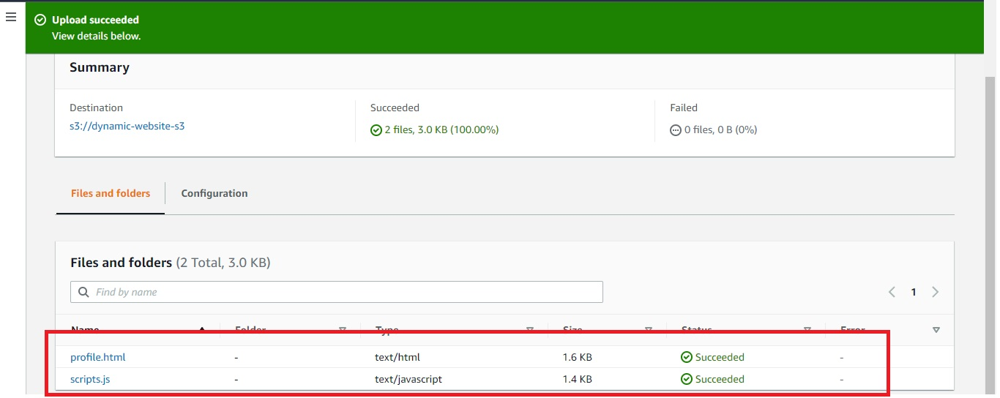 Upload succeeded
View details below.
Summary
Destination Succeeded Failed
s3://dynamic-website-s3 2 files, 3.0 KB (100.00%) 0 files, 0 B (0%)
Files and folders Configuration
Files and folders (2 Total, 3.0 KB)
Find by name 1
Name Folder Type Size Status Error
profile.html - text/html 1.6 KB Succeeded -
scripts.js - text/javascript 1.4 KB Succeeded -